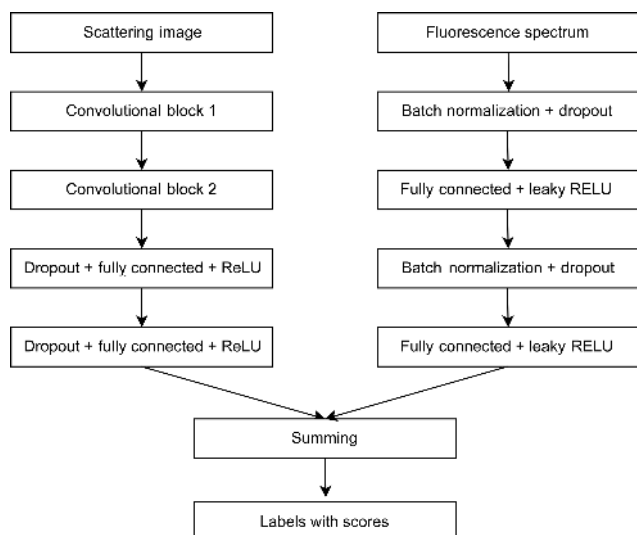 Scattering image
Convolutional block 1
Convolutional block 2
Dropout + fully connected + ReLU
Dropout + fully connected + ReLU
Fluorescence spectrum
Batch normalization + dropout
Fully connected + leaky RELU
Batch normalization + dropout
Fully connected + leaky RELU
Summing
Labels with scores